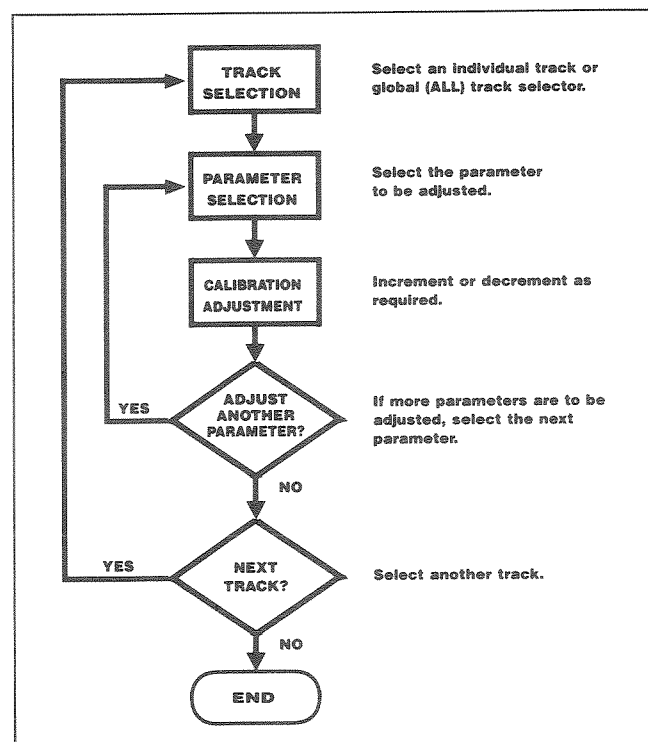 TRACK
SELECTION
Select an individual track or
global (ALL) track selector.
PARAMETER
SELECTION
Select the parameter
to be adjusted.
CALIBRATION
ADJUSTMENT
Increment or decrement as
required.
ADJUST
ANOTHER
PARAMETER?
YES
If more parameters are to be
adjusted, select the next
parameter.
NO
NEXT
TRACK?
YES
Select another track.
NO
END